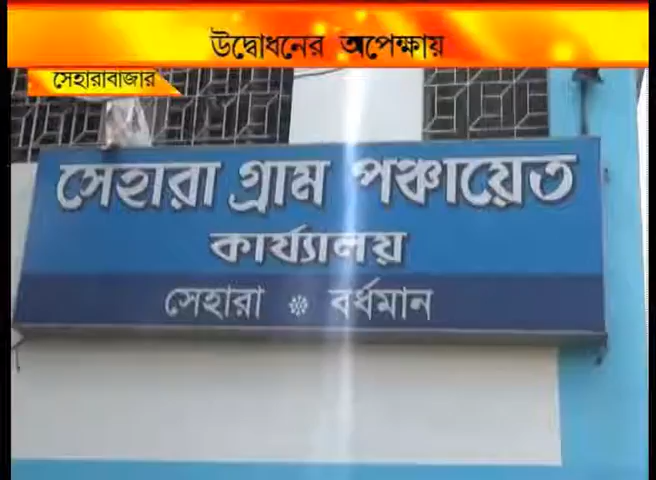 উদ্বোধনের অপেক্ষায়
সেহারাবাজার
সেহারা গ্রাম পঞ্চায়েত
কার্য্যালয়
সেহারা ❋ বর্ধমান